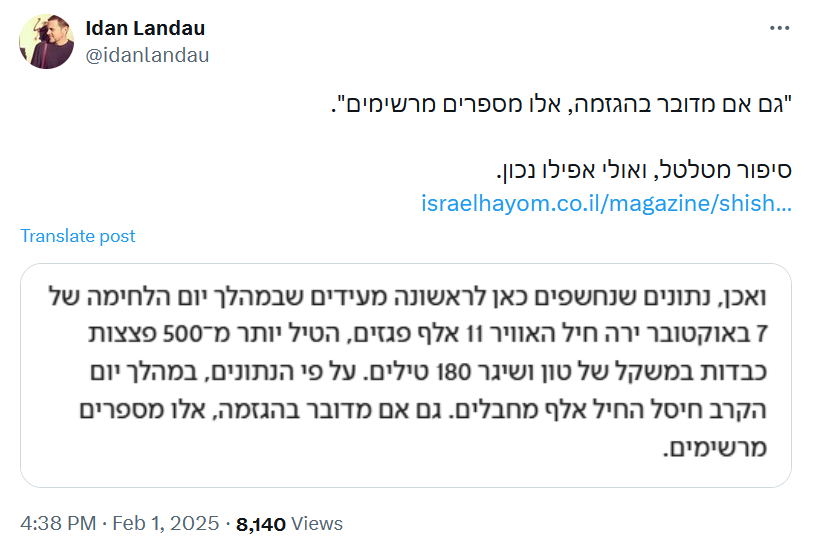 Idan Landau
@idanlandau
"גם אם מדובר בהגזמה, אלו מספרים מרשימים".
סיפור מטלטל, ואולי אפילו נכון.
israelhayom.co.il/magazine/shish...
Translate post
ואכן, נתונים שנחשפים כאן לראשונה מעידים שבמהלך יום הלחימה של
7 באוקטובר ירה חיל האוויר 11 אלף פגזים, הטיל יותר מ־500 פצצות
כבדות במשקל של טון ושיגר 180 טילים. על פי הנתונים, במהלך יום
הקרב חיסל החיל אלף מחבלים. גם אם מדובר בהגזמה, אלו מספרים
מרשימים.
4:38 PM · Feb 1, 2025 · 8,140 Views